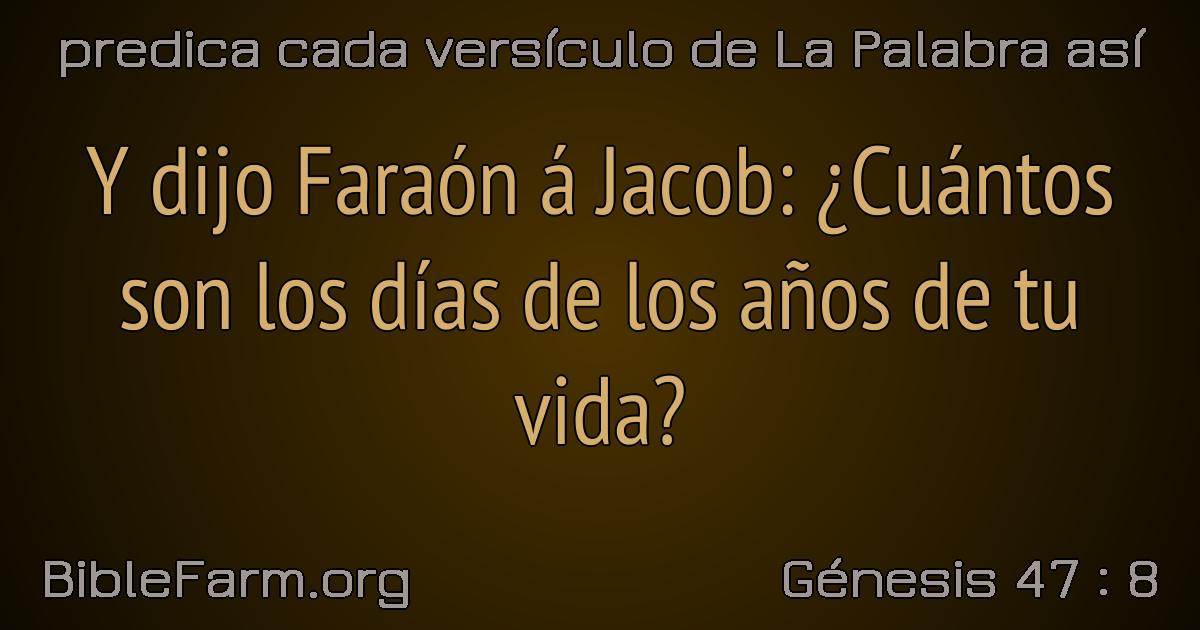 predica cada versículo de La Palabra así
Y dijo Faraón á Jacob: ¿Cuántos
son los días de los años de tu
vida?
BibleFarm.org
Génesis 47 : 8